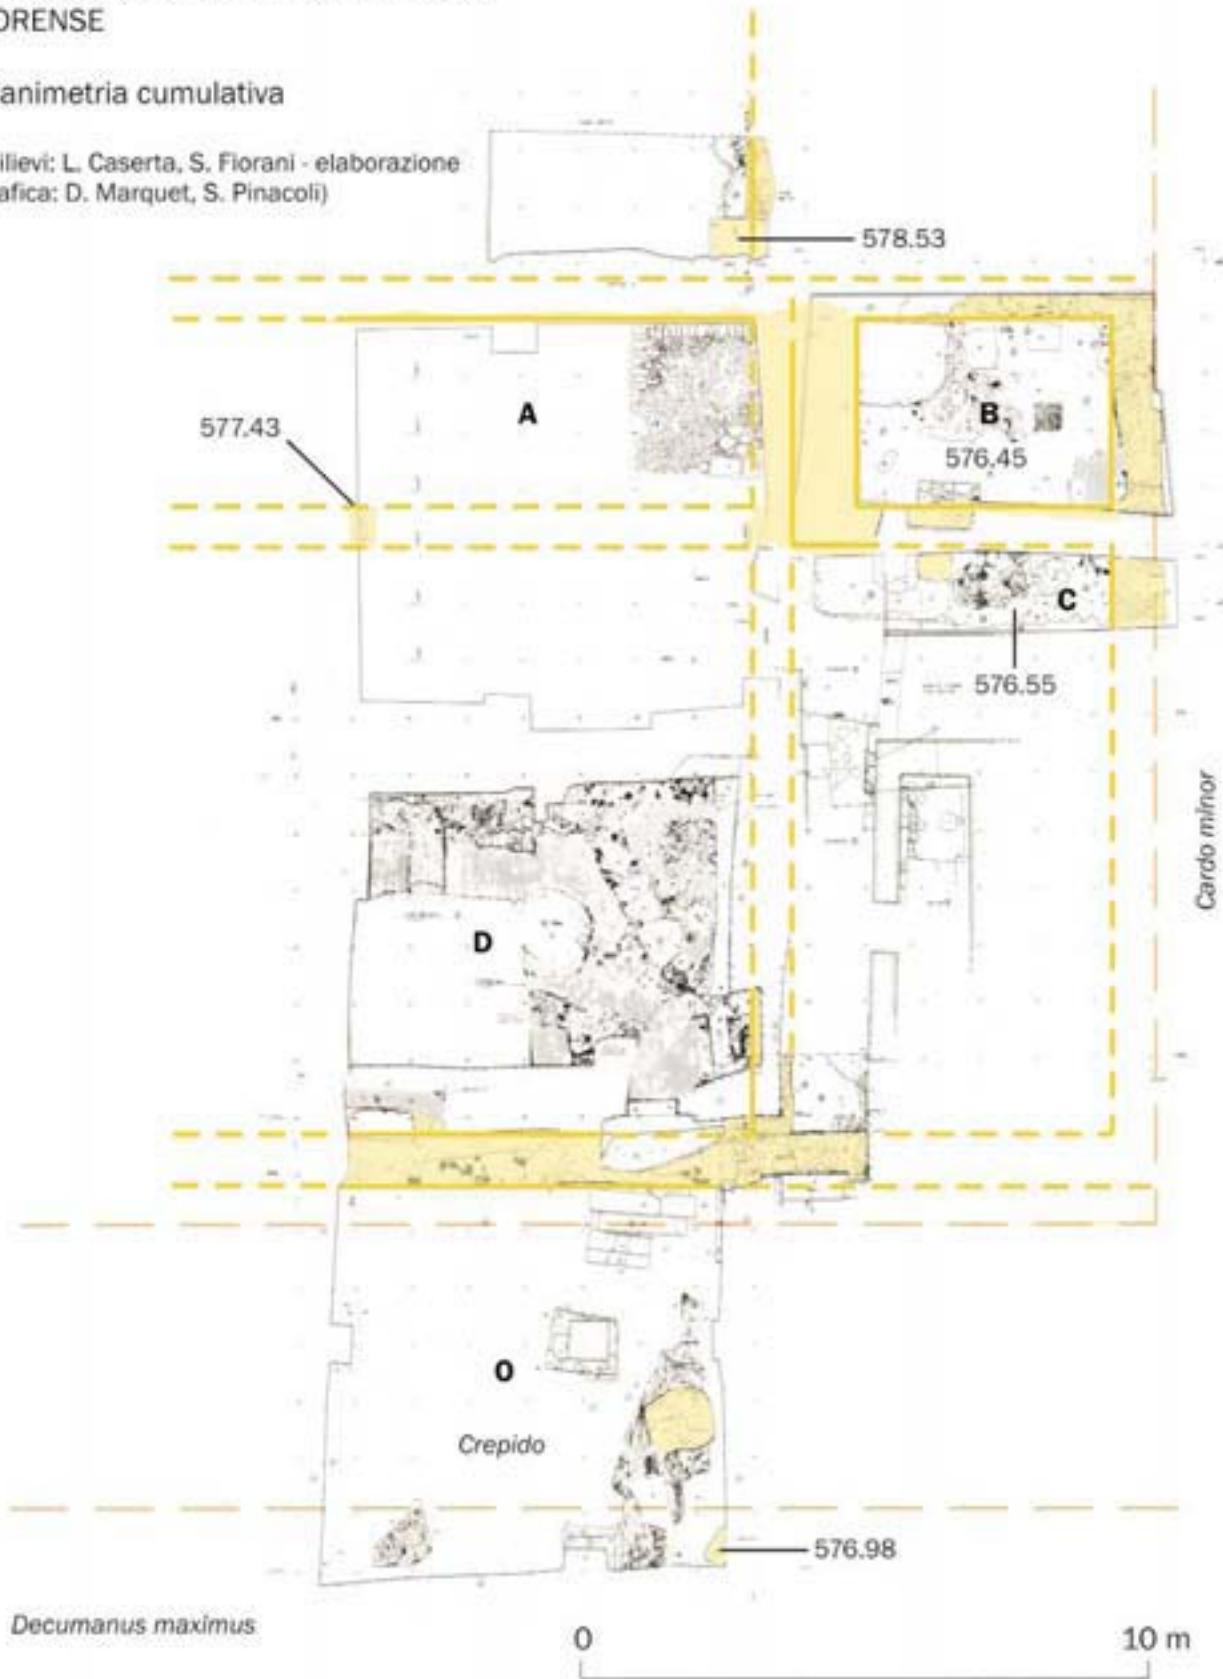 ORENSE
animetria cumulativa
ilievi: L. Caserta, S. Fiorani - elaborazione
afica: D. Marquet, S. Pinacoli)
578.53
A
577.43
B
576.45
C
576.55
Cardo minor
D
O
Crepido
576.98
Decumanus maximus
0
10 m